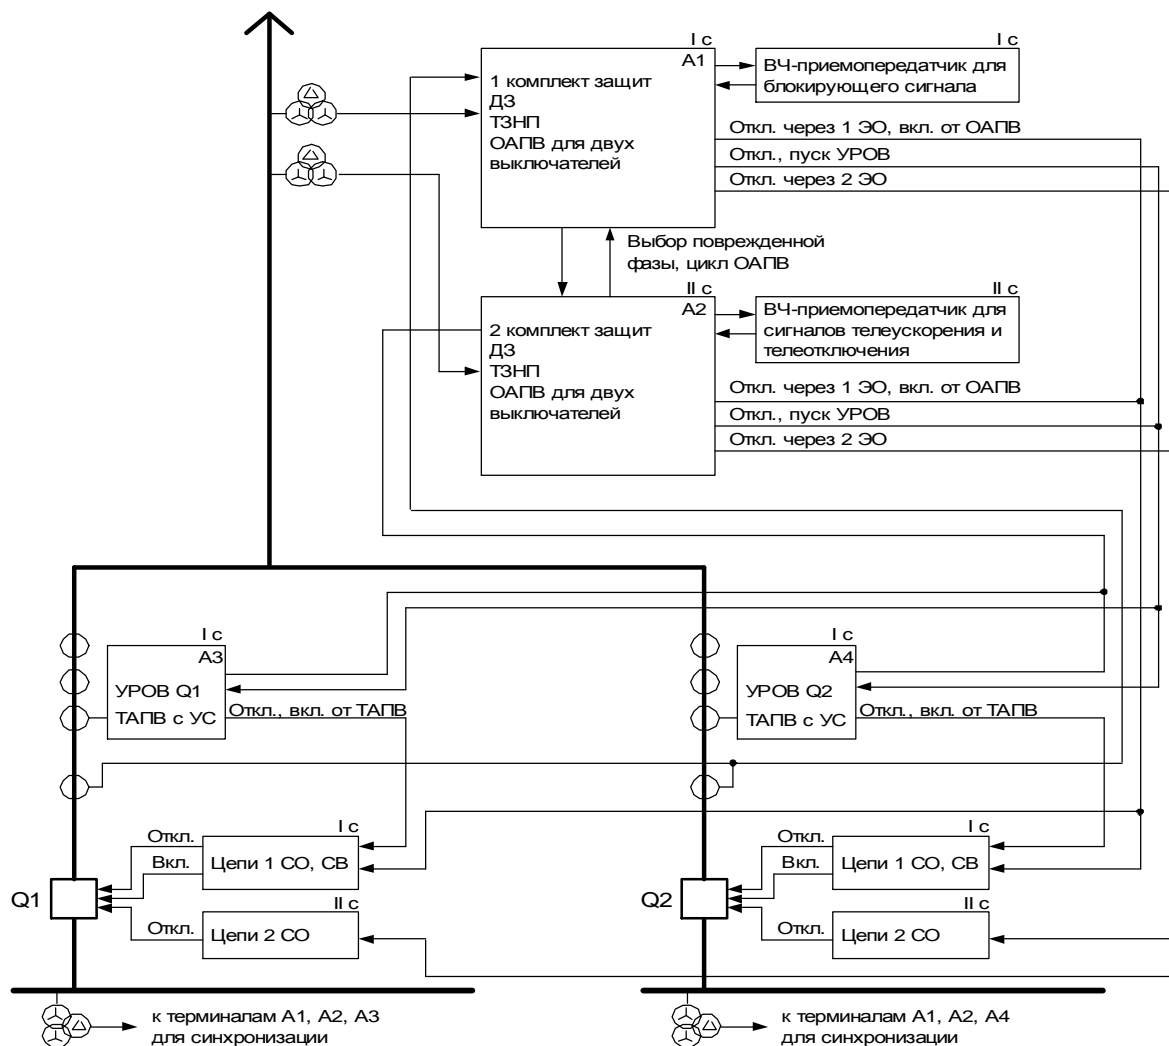 I с
А1
1 комплект защит
ДЗ
ТЗНП
ОАПВ для двух
выключателей
I с
ВЧ-приемопередатчик для
блокирующего сигнала
Откл. через 1 ЭО, вкл. от ОАПВ
Откл., пуск УРОВ
Откл. через 2 ЭО
Выбор поврежденной
фазы, цикл ОАПВ
II с
А2
2 комплект защит
ДЗ
ТЗНП
ОАПВ для двух
выключателей
II с
ВЧ-приемопередатчик для
сигналов телеускорения и
телеотключения
Откл. через 1 ЭО, вкл. от ОАПВ
Откл., пуск УРОВ
Откл. через 2 ЭО
I с
А3
УРОВ Q1
ТАПВ с УС
Откл., вкл. от ТАПВ
I с
А4
УРОВ Q2
ТАПВ с УС
Откл., вкл. от ТАПВ
Откл.
Вкл.
I с
Цепи 1 СО, СВ
Q1
II с
Откл.
Цепи 2 СО
Откл.
Вкл.
I с
Цепи 1 СО, СВ
Q2
II с
Откл.
Цепи 2 СО
к терминалам А1, А2, А3
для синхронизации
к терминалам А1, А2, А4
для синхронизации